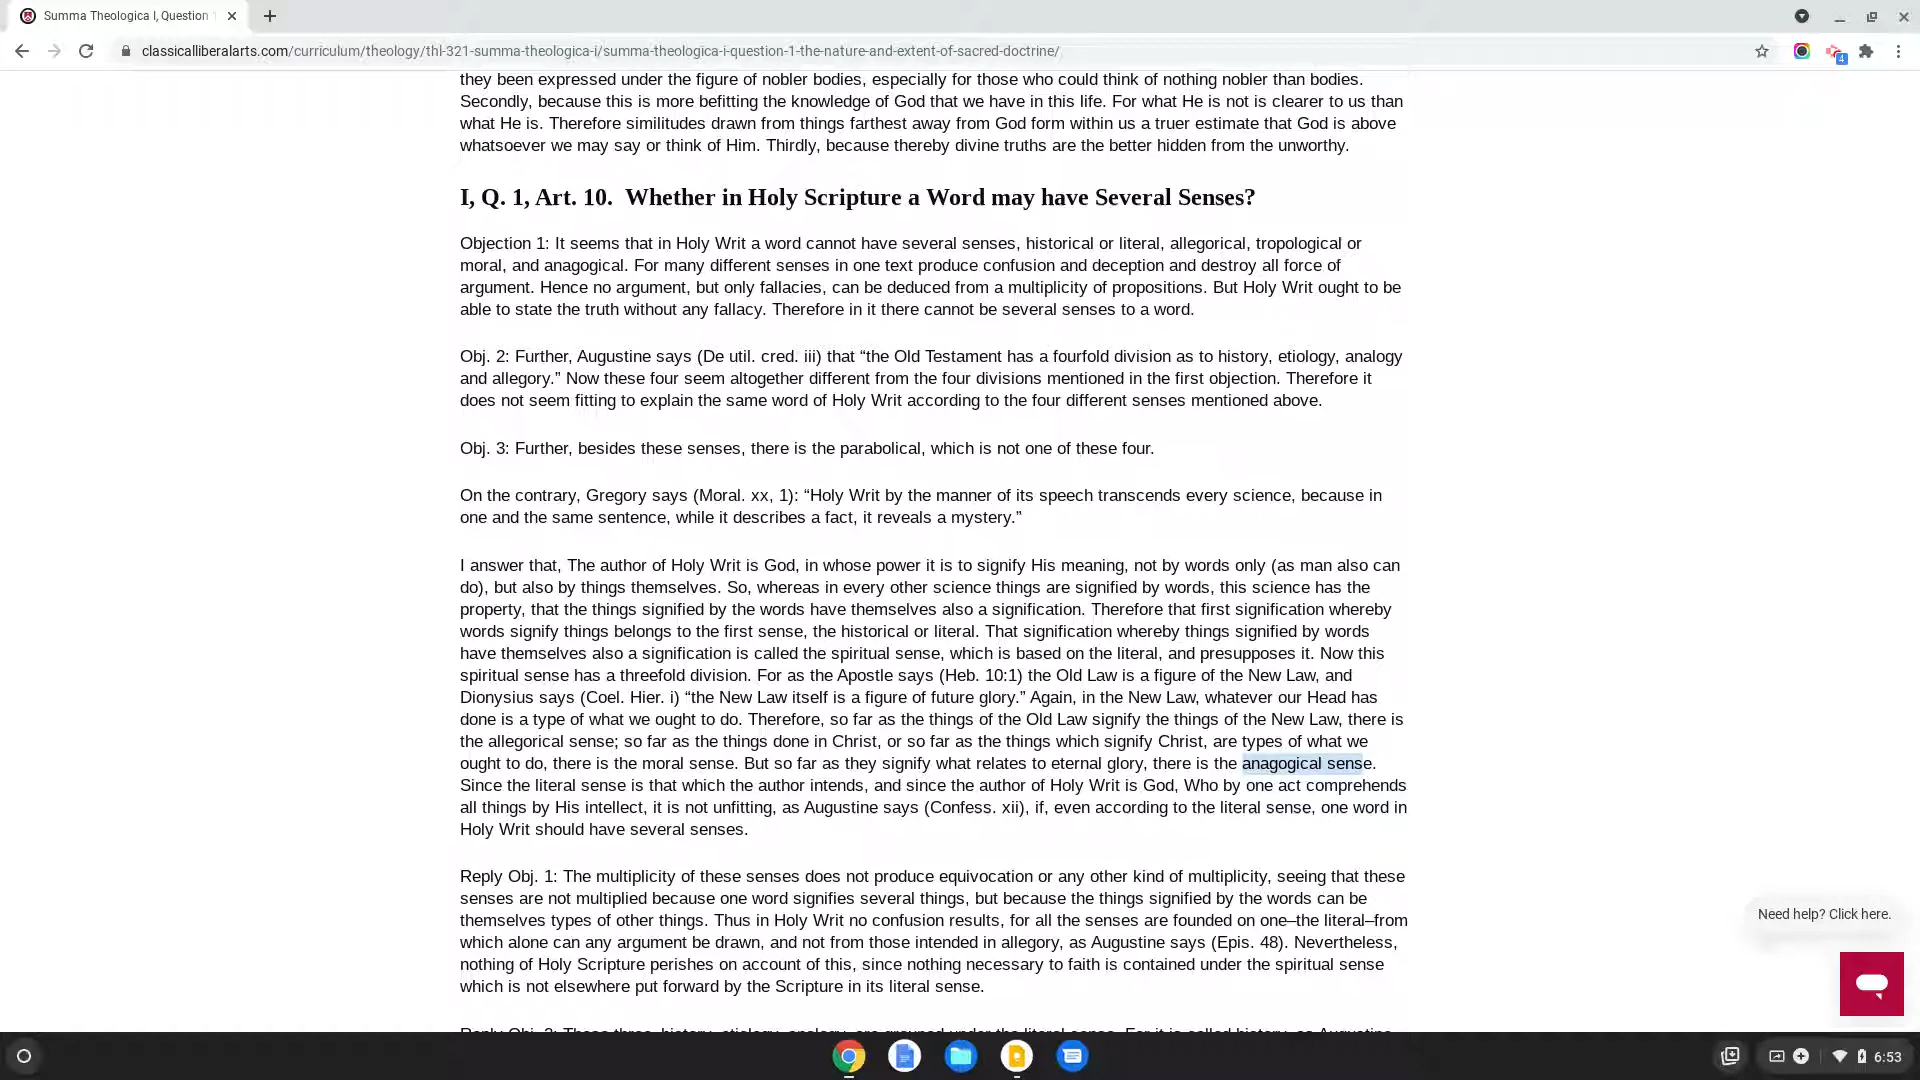 Summa Theologica I, Question 1
classicalliberalarts.com/curriculum/theology/thl-321-summa-theologica-i/summa-theologica-i-question-1-the-nature-and-extent-of-sacred-doctrine/
4
they been expressed under the figure of nobler bodies, especially for those who could think of nothing nobler than bodies.
Secondly, because this is more befitting the knowledge of God that we have in this life. For what He is not is clearer to us than
what He is. Therefore similitudes drawn from things farthest away from God form within us a truer estimate that God is above
whatsoever we may say or think of Him. Thirdly, because thereby divine truths are the better hidden from the unworthy.
I, Q. 1, Art. 10.  Whether in Holy Scripture a Word may have Several Senses?
Objection 1: It seems that in Holy Writ a word cannot have several senses, historical or literal, allegorical, tropological or
moral, and anagogical. For many different senses in one text produce confusion and deception and destroy all force of
argument. Hence no argument, but only fallacies, can be deduced from a multiplicity of propositions. But Holy Writ ought to be
able to state the truth without any fallacy. Therefore in it there cannot be several senses to a word.
Obj. 2: Further, Augustine says (De util. cred. iii) that “the Old Testament has a fourfold division as to history, etiology, analogy
and allegory.” Now these four seem altogether different from the four divisions mentioned in the first objection. Therefore it
does not seem fitting to explain the same word of Holy Writ according to the four different senses mentioned above.
Obj. 3: Further, besides these senses, there is the parabolical, which is not one of these four.
On the contrary, Gregory says (Moral. xx, 1): “Holy Writ by the manner of its speech transcends every science, because in
one and the same sentence, while it describes a fact, it reveals a mystery.”
I answer that, The author of Holy Writ is God, in whose power it is to signify His meaning, not by words only (as man also can
do), but also by things themselves. So, whereas in every other science things are signified by words, this science has the
property, that the things signified by the words have themselves also a signification. Therefore that first signification whereby
words signify things belongs to the first sense, the historical or literal. That signification whereby things signified by words
have themselves also a signification is called the spiritual sense, which is based on the literal, and presupposes it. Now this
spiritual sense has a threefold division. For as the Apostle says (Heb. 10:1) the Old Law is a figure of the New Law, and
Dionysius says (Coel. Hier. i) “the New Law itself is a figure of future glory.” Again, in the New Law, whatever our Head has
done is a type of what we ought to do. Therefore, so far as the things of the Old Law signify the things of the New Law, there is
the allegorical sense; so far as the things done in Christ, or so far as the things which signify Christ, are types of what we
ought to do, there is the moral sense. But so far as they signify what relates to eternal glory, there is the anagogical sense.
Since the literal sense is that which the author intends, and since the author of Holy Writ is God, Who by one act comprehends
all things by His intellect, it is not unfitting, as Augustine says (Confess. xii), if, even according to the literal sense, one word in
Holy Writ should have several senses.
Reply Obj. 1: The multiplicity of these senses does not produce equivocation or any other kind of multiplicity, seeing that these
senses are not multiplied because one word signifies several things, but because the things signified by the words can be
themselves types of other things. Thus in Holy Writ no confusion results, for all the senses are founded on one–the literal–from
which alone can any argument be drawn, and not from those intended in allegory, as Augustine says (Epis. 48). Nevertheless,
nothing of Holy Scripture perishes on account of this, since nothing necessary to faith is contained under the spiritual sense
which is not elsewhere put forward by the Scripture in its literal sense.
Reply Obj. 2: These three–history, etiology, analogy–are grouped under the literal sense. For it is called history, as Augustine
Need help? Click here.
6:53